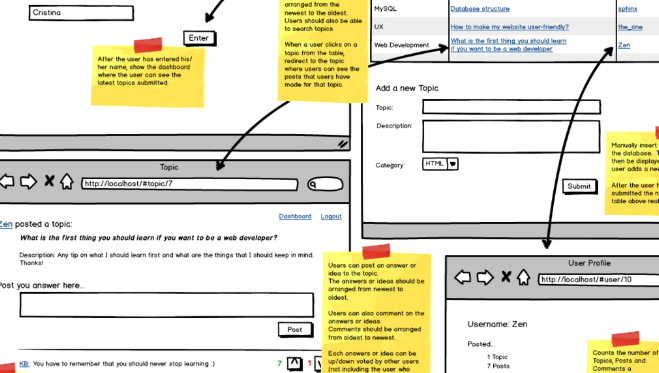 Cristina
Enter
After the user has entered his/
her name, show the dashboard
where the user can see the
latest topics submitted.
arranged from the
newest to the oldest.
Users should also be able
to search topics.
When a user clicks on a
topic from the table,
redirect to the topic
where users can see the
posts that users have
made for that topic.
MySQL Database structure sphinx
UX How to make my website user-friendly? the_one
Web Development What is the first thing you should learn
if you want to be a web developer Zen
Add a new Topic
Topic:
Description:
Category: HTML
Submit
Manually insert
the database. T
then be displaye
user adds a new
After the user h
submitted the n
table above real
Topic
http://localhost/#topic/7
Dashboard Logout
Zen posted a topic:
What is the first thing you should learn if you want to be a web developer?
Description: Any tip on what I should learn first and what are the things that I should keep in mind.
Thanks!
Post you answer here...
Post
KB: You have to remember that you should never stop learning :) 7 1
Users can post an answer or
idea to the topic.
The answers or ideas should be
arranged from newest to
oldest.
Users can also comment on the
answers or ideas.
Comments should be arranged
from oldest to newest.
Each answers or idea can be
up/down voted by other users
(not including the user who
User Profile
http://localhost/#user/10
Username: Zen
Posted...
1 Topic
7 Posts
Counts the number of
Topics, Posts and
Comments a